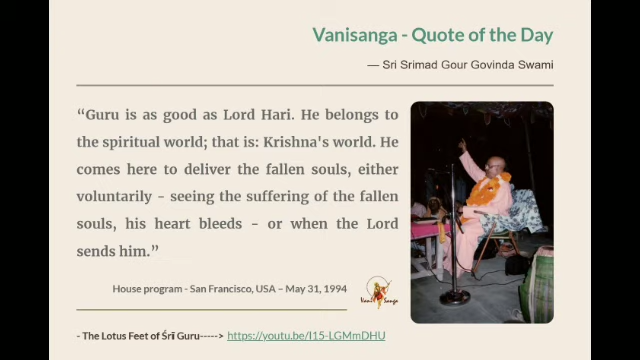 Vanisanga - Quote of the Day
— Sri Srimad Gour Govinda Swami
“Guru is as good as Lord Hari. He belongs to
the spiritual world; that is: Krishna's world. He
comes here to deliver the fallen souls, either
voluntarily - seeing the suffering of the fallen
souls, his heart bleeds - or when the Lord
sends him.”
House program - San Francisco, USA – May 31, 1994
Vani Sanga
- The Lotus Feet of Śrī Guru-----> https://youtu.be/I15-LGMmDHU